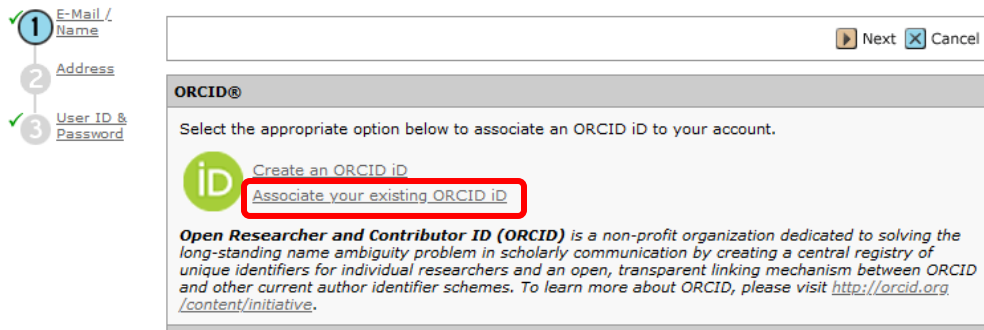 1
E-Mail /
Name
2
Address
3
User ID &
Password
Next Cancel
ORCID®
Select the appropriate option below to associate an ORCID iD to your account.
iD
Create an ORCID iD
Associate your existing ORCID iD
Open Researcher and Contributor ID (ORCID) is a non-profit organization dedicated to solving the
long-standing name ambiguity problem in scholarly communication by creating a central registry of
unique identifiers for individual researchers and an open, transparent linking mechanism between ORCID
and other current author identifier schemes. To learn more about ORCID, please visit http://orcid.org
/content/initiative.